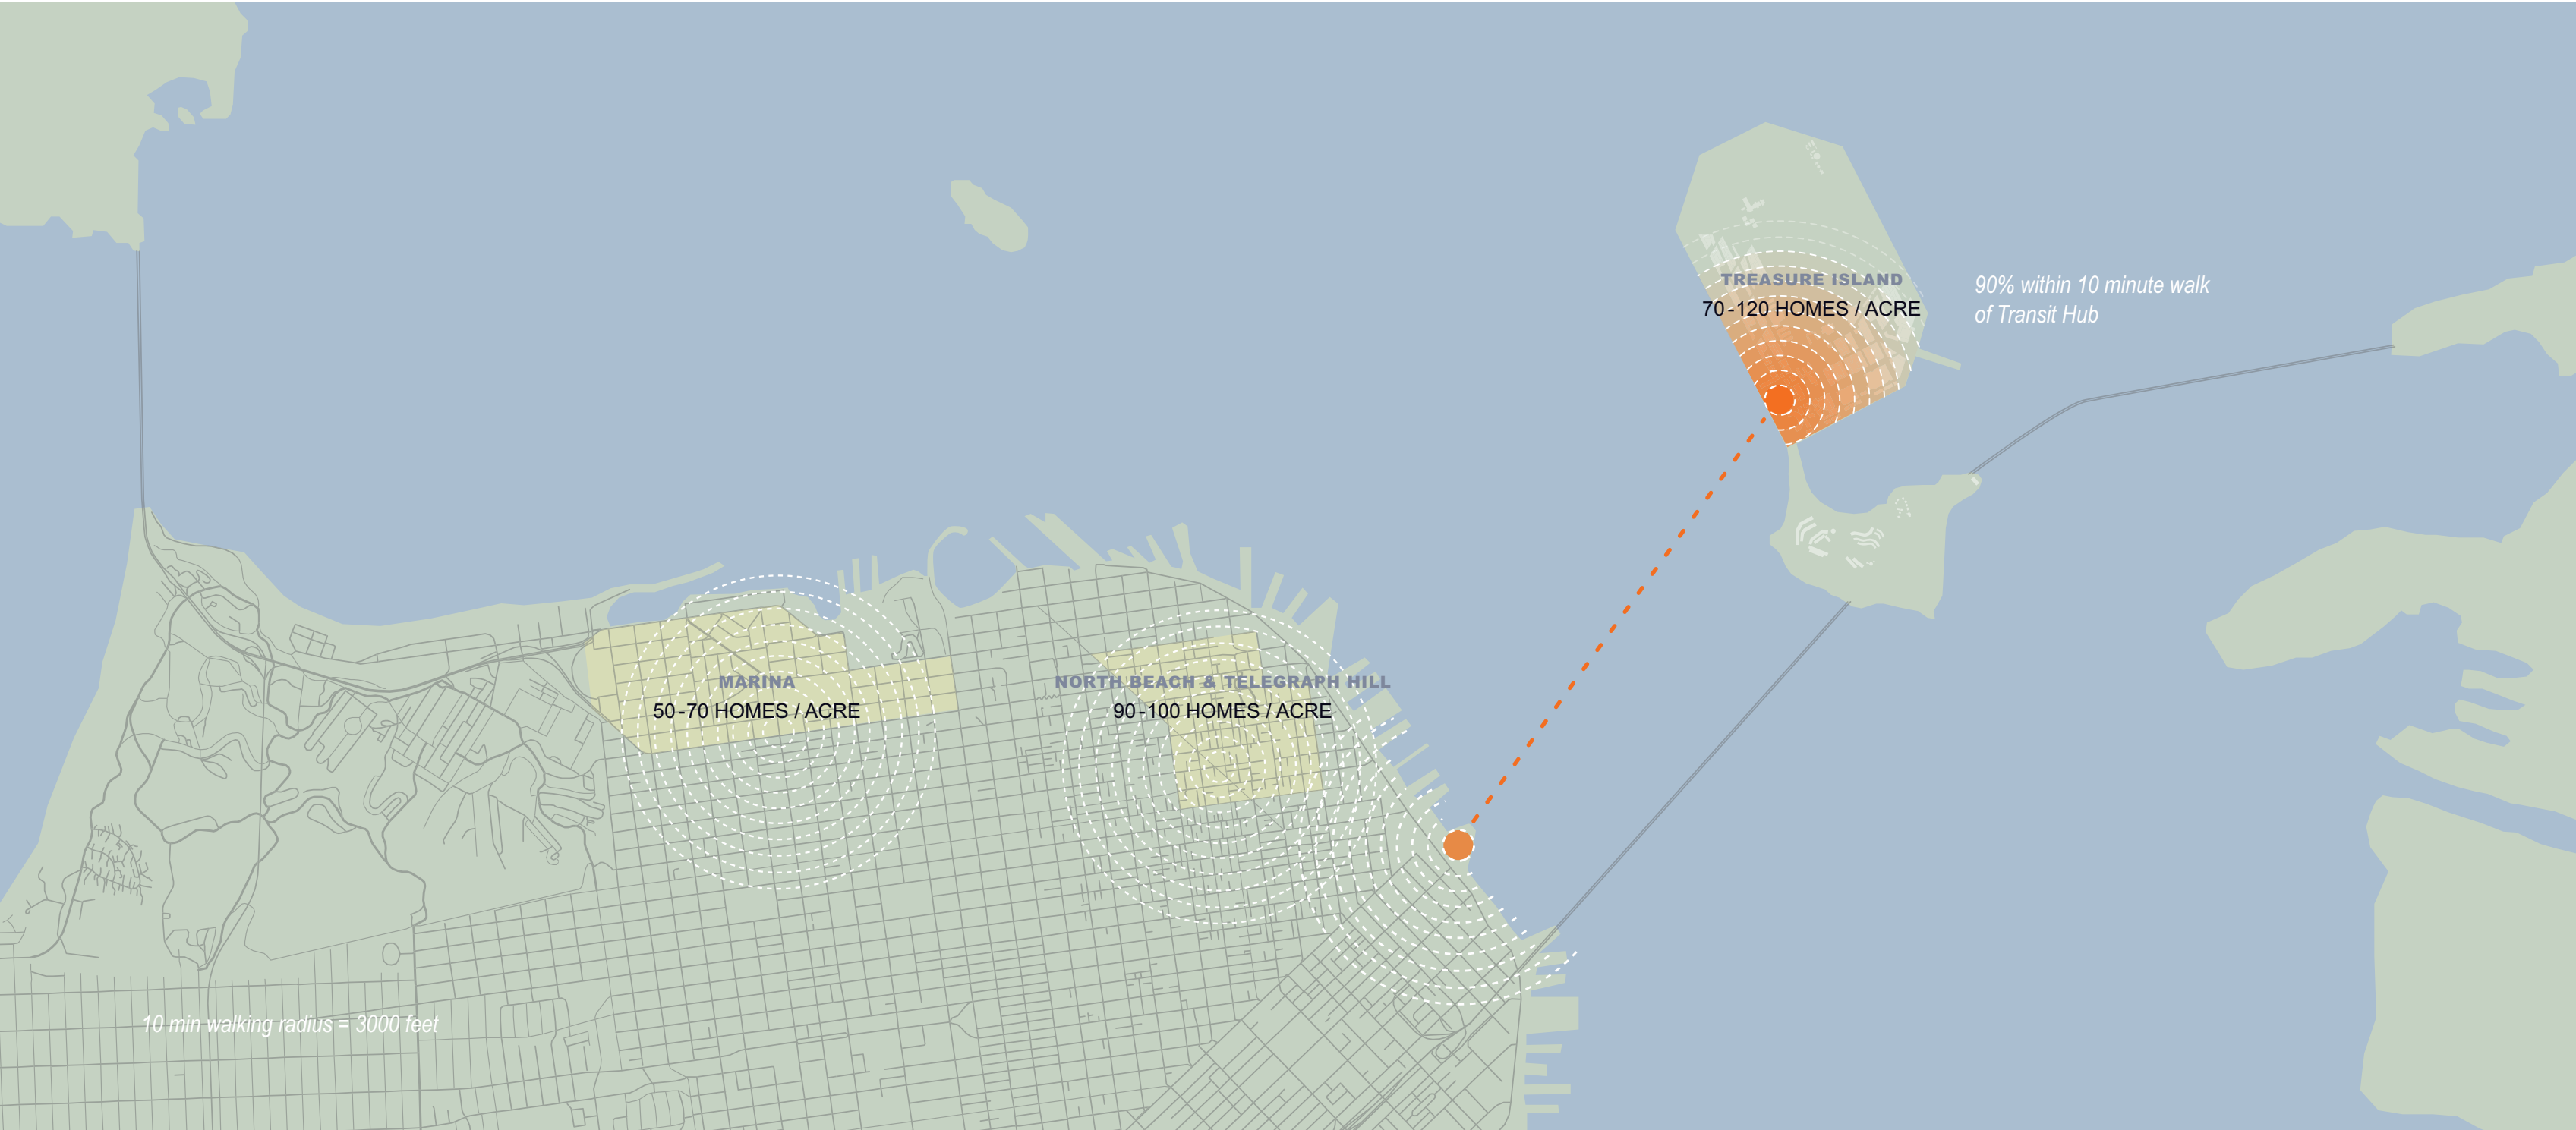 TREASURE ISLAND
70-120 HOMES / ACRE
90% within 10 minute walk
of Transit Hub
MARINA
50-70 HOMES / ACRE
NORTH BEACH & TELEGRAPH HILL
90-100 HOMES / ACRE
10 min walking radius = 3000 feet